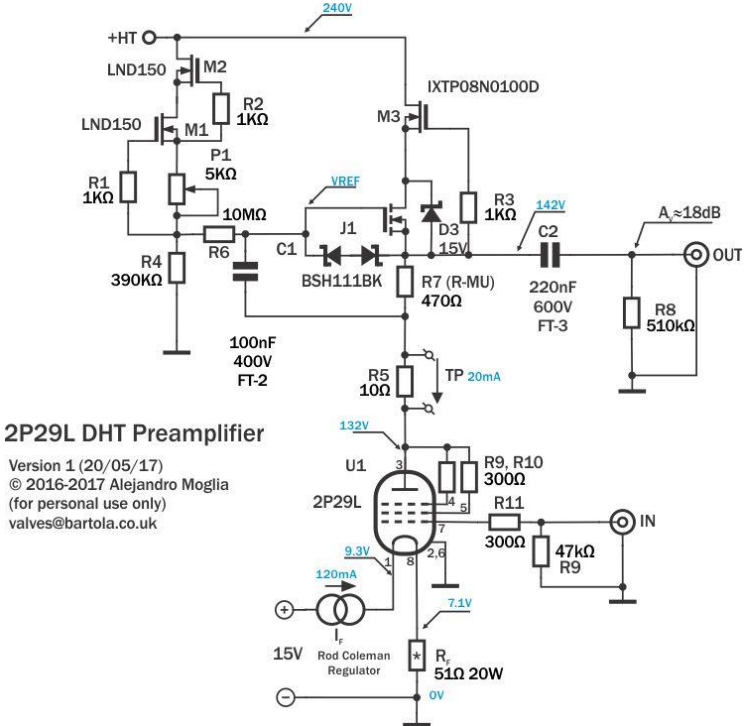 240V
+HT
LND150
M2
IXTP08N0100D
R2
1KΩ
M3
LND150
M1
P1
5KΩ
R1
1KΩ
VREF
R3
1KΩ
142V
A ≈18dB
10MΩ
J1
D3
15V
C2
OUT
R6
C1
R4
390KΩ
BSH111BK
R7 (R-MU)
470Ω
220nF
600V
FT-3
R8
510kΩ
100nF
400V
FT-2
R5
10Ω
TP 20mA
2P29L DHT Preamplifier
132V
Version 1 (20/05/17)
© 2016-2017 Alejandro Moglia
(for personal use only)
valves@bartola.co.uk
U1
3
R9, R10
300Ω
2P29L
4
5
R11
7
300Ω
IN
47kΩ
R9
9.3V
1
8
2,6
120mA
7.1V
15V
IF
Rod Coleman
Regulator
*
RF
51Ω 20W
0V